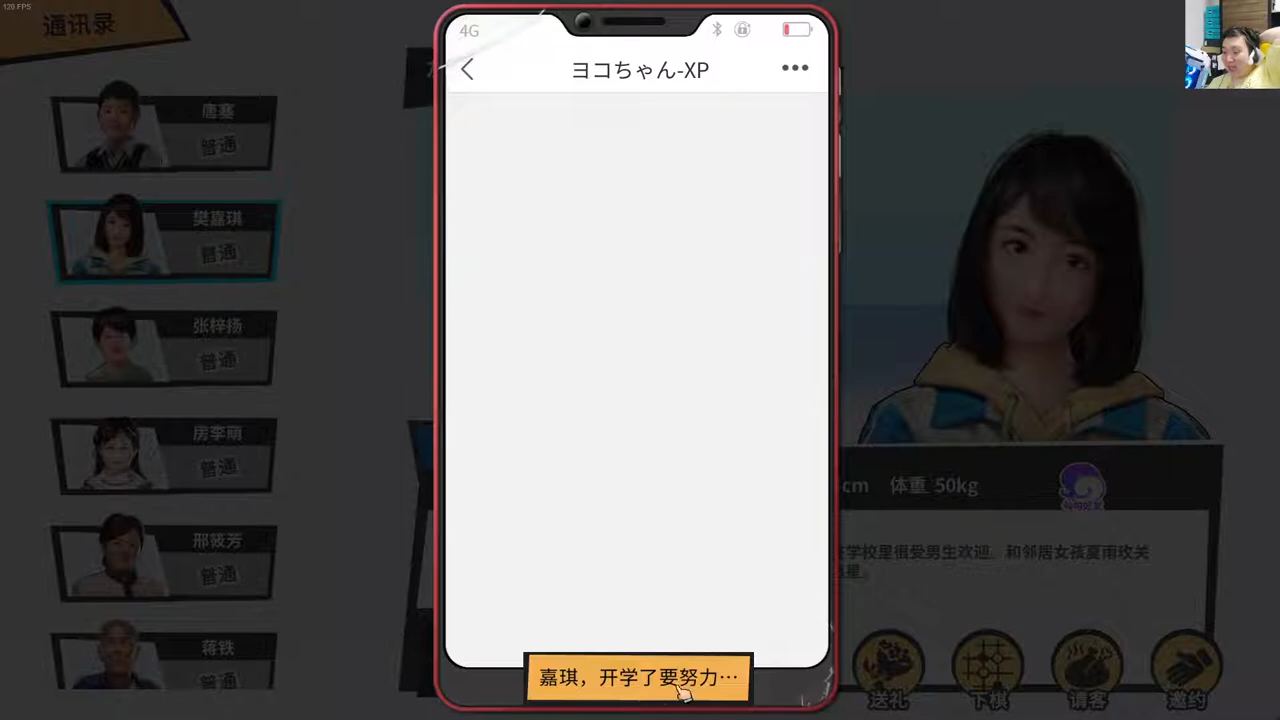 120 FPS
通讯录
唐塞
普通
樊嘉琪
普通
张梓扬
普通
房李萌
普通
邢筱芳
普通
蒋铁
普通
4G
ヨコちゃん-XP
嘉琪，开学了要努力…
cm 体重 50kg
学校里很受男生欢迎。和邻居女孩夏雨玫关
星。
送礼
下棋
请客
邀约